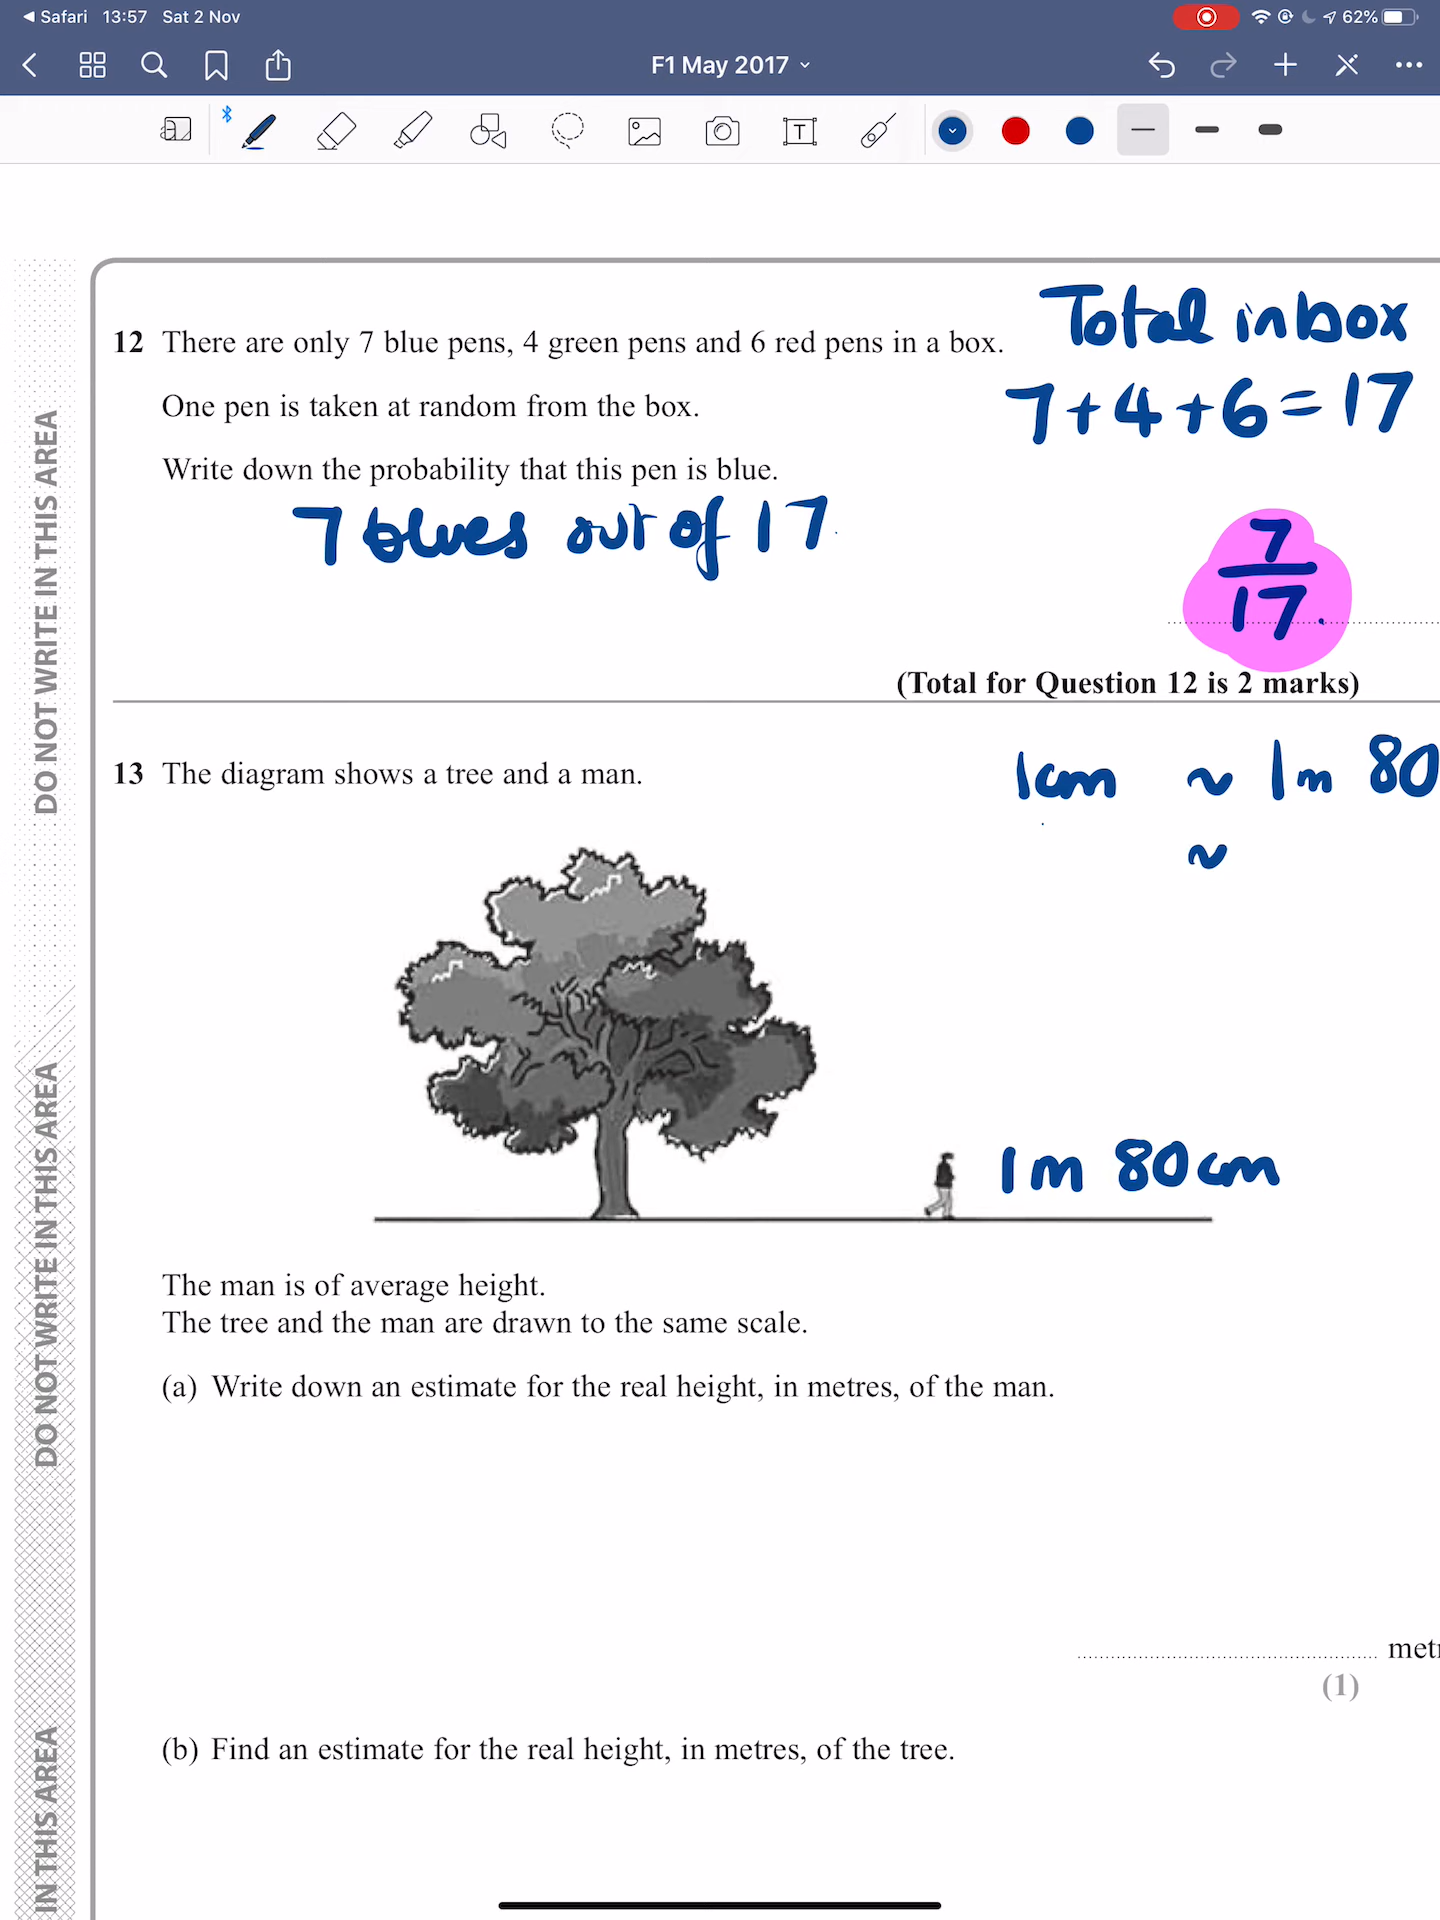 Safari 13:57 Sat 2 Nov 62%
F1 May 2017
T
12 There are only 7 blue pens, 4 green pens and 6 red pens in a box.
Total in box
7+4+6=17
One pen is taken at random from the box.
Write down the probability that this pen is blue.
7 blues out of 17.
7
17.
(Total for Question 12 is 2 marks)
13 The diagram shows a tree and a man.
1cm ~ 1m 80
~
1m 80cm
The man is of average height.
The tree and the man are drawn to the same scale.
(a) Write down an estimate for the real height, in metres, of the man.
metr
(1)
(b) Find an estimate for the real height, in metres, of the tree.
DO NOT WRITE IN THIS AREA
DO NOT WRITE IN THIS AREA
IN THIS AREA